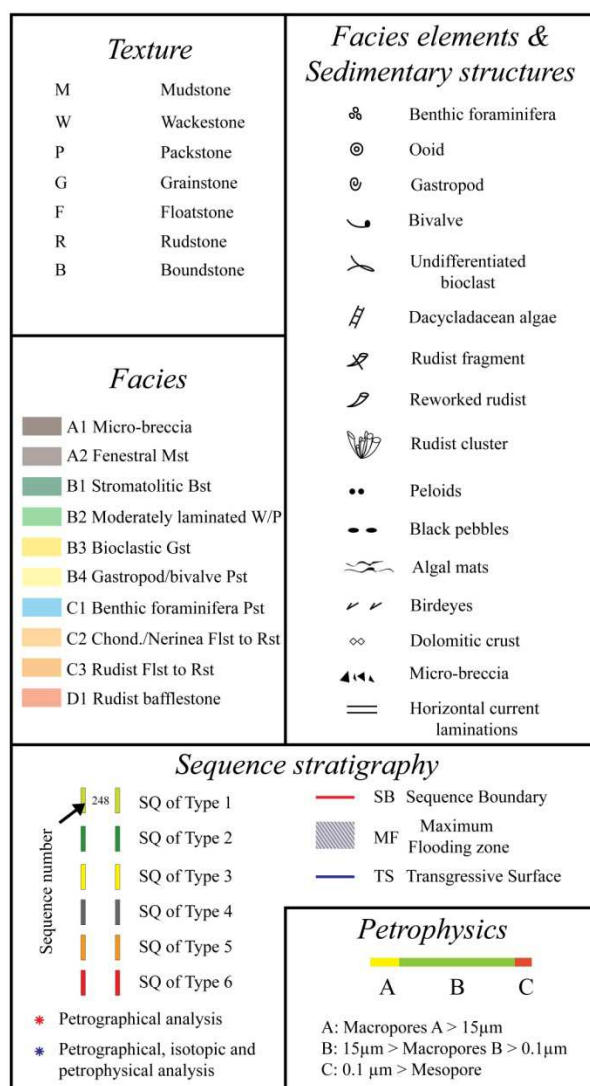 Texture
M Mudstone
W Wackestone
P Packstone
G Grainstone
F Floatstone
R Rudstone
B Boundstone
Facies elements &
Sedimentary structures
Benthic foraminifera
Ooid
Gastropod
Bivalve
Undifferentiated
bioclast
Dacycladacean algae
Rudist fragment
Reworked rudist
Rudist cluster
Peloids
Black pebbles
Algal mats
Birdeyes
Dolomitic crust
Micro-breccia
Horizontal current
laminations
Facies
A1 Micro-breccia
A2 Fenestral Mst
B1 Stromatolitic Bst
B2 Moderately laminated W/P
B3 Bioclastic Gst
B4 Gastropod/bivalve Pst
C1 Benthic foraminifera Pst
C2 Chond./Nerinea Flst to Rst
C3 Rudist Flst to Rst
D1 Rudist bafflestone
Sequence stratigraphy
Sequence number
248 SQ of Type 1
SQ of Type 2
SQ of Type 3
SQ of Type 4
SQ of Type 5
SQ of Type 6
Petrographical analysis
Petrographical, isotopic and
petrophysical analysis
SB Sequence Boundary
MF Maximum
Flooding zone
TS Transgressive Surface
Petrophysics
A B C
A: Macropores A > 15µm
B: 15µm > Macropores B > 0.1µm
C: 0.1 µm > Mesopore